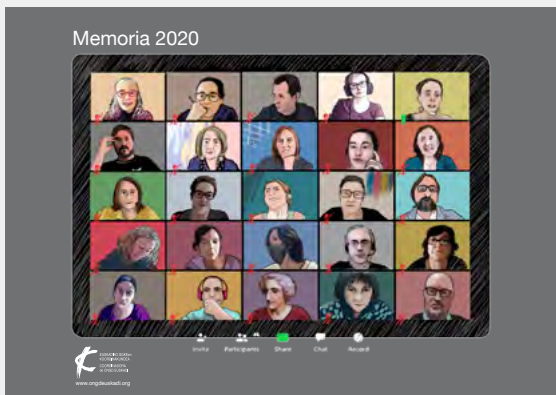 Memoria 2020
Invite
Participants
Share
Chat
Record
www.ongdeuskadi.org